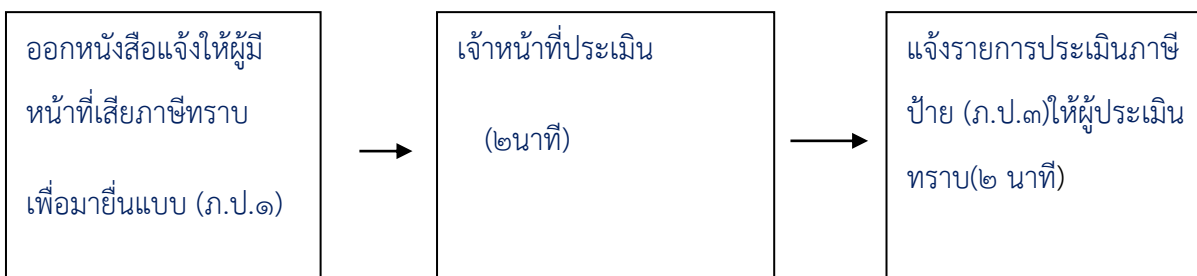 ออกหนังสือแจ้งให้ผู้มี
หน้าที่เสียภาษีทราบ
เพื่อมายื่นแบบ (ภ.ป.๑)
เจ้าหน้าที่ประเมิน
(๒นาที)
แจ้งรายการประเมินภาษี
ป้าย (ภ.ป.๓)ให้ผู้ประเมิน
ทราบ(๒ นาที)